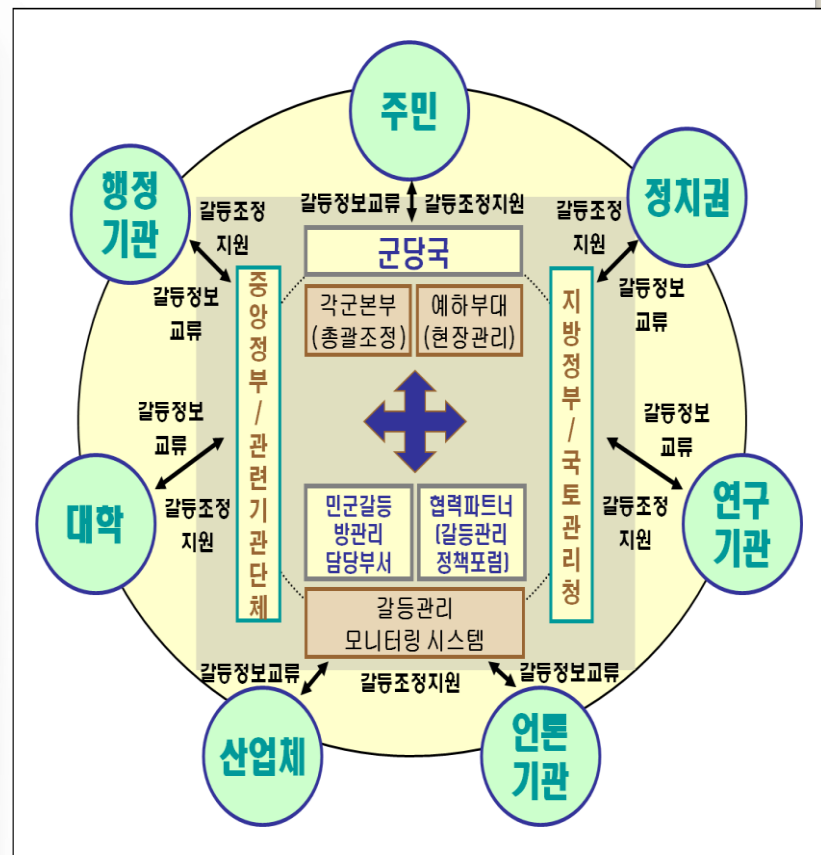 주민
행정
기관
정치권
갈등정보교류
갈등조정지원
갈등조정
지원
갈등조정
지원
군당국
갈등정보
교류
갈등정보
교류
중앙정부/관련기관단체
각군본부
(총괄조정)
예하부대
(현장관리)
지방정부/국토관리청
갈등정보
교류
갈등정보
교류
대학
갈등조정
지원
민군갈등
방관리
담당부서
협력파트너
(갈등관리
정책포럼)
갈등조정
지원
연구
기관
갈등관리
모니터링 시스템
갈등정보교류
갈등조정지원
갈등정보교류
산업체
언론
기관